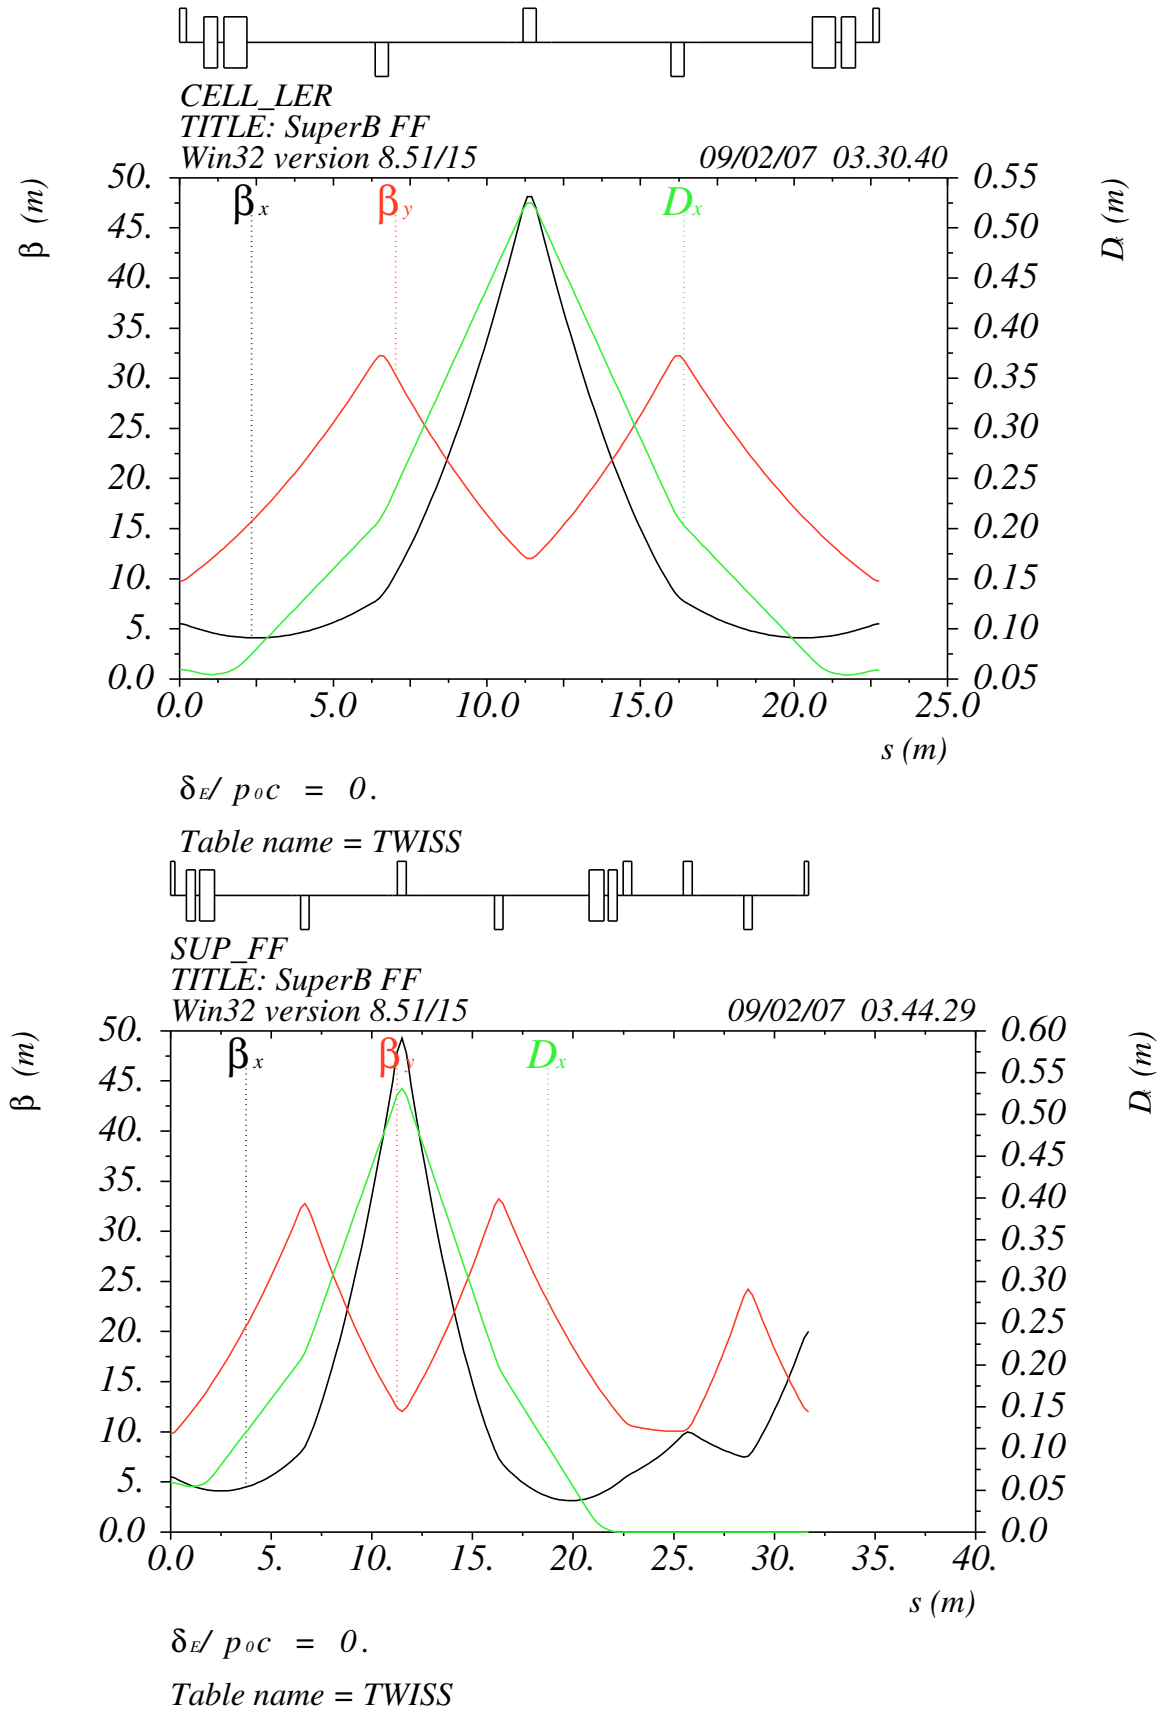 CELL_LER
TITLE: SuperB FF
Win32 version 8.51/15 09/02/07 03.30.40
β (m) Dx (m)
βx βy Dx
50. 0.55
45. 0.50
40. 0.45
35. 0.40
30. 0.35
25. 0.30
20. 0.25
15. 0.20
10. 0.15
5. 0.10
0.0 0.05
0.0 5.0 10.0 15.0 20.0 25.0
s (m)
δE/ p0c = 0.
Table name = TWISS
SUP_FF
TITLE: SuperB FF
Win32 version 8.51/15 09/02/07 03.44.29
β (m) Dx (m)
βx βy Dx
50. 0.60
45. 0.55
40. 0.50
35. 0.45
30. 0.40
25. 0.35
20. 0.30
15. 0.25
10. 0.20
5. 0.15
0.0 0.10
0.05
0.0
0.0 5. 10. 15. 20. 25. 30. 35. 40.
s (m)
δE/ p0c = 0.
Table name = TWISS